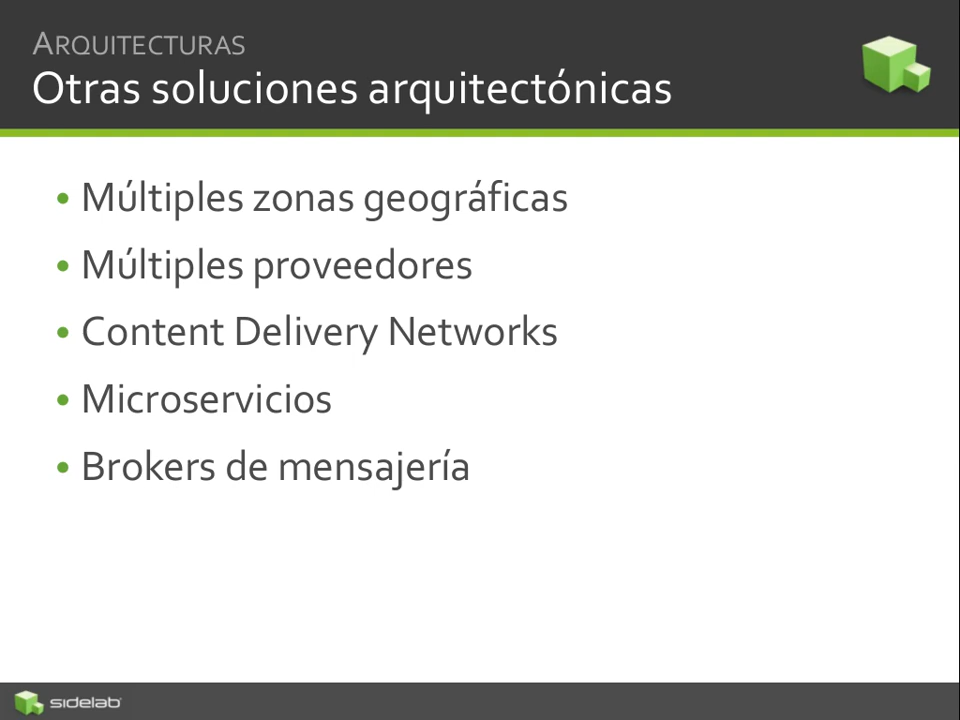 ARQUITECTURAS
Otras soluciones arquitectónicas
• Múltiples zonas geográficas
• Múltiples proveedores
• Content Delivery Networks
• Microservicios
• Brokers de mensajería
sidelab